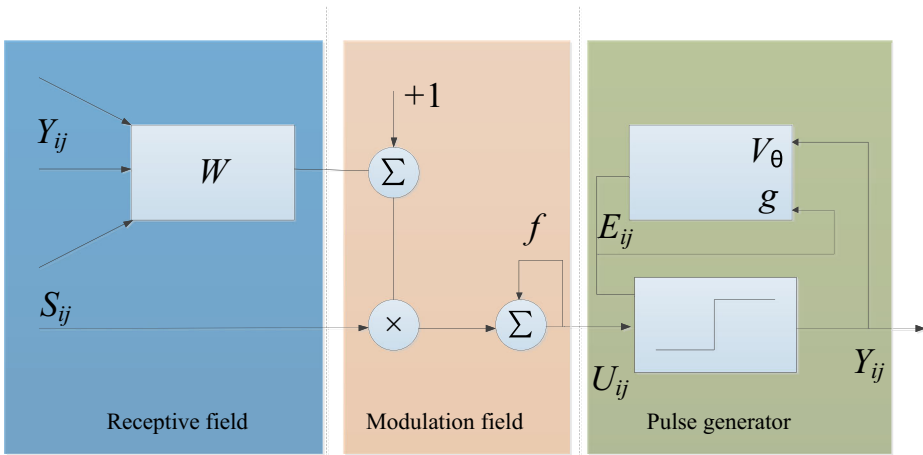 +1
Y_ij
W
Σ
V_θ
g
f
E_ij
S_ij
×
Σ
U_ij
Y_ij
Receptive field
Modulation field
Pulse generator